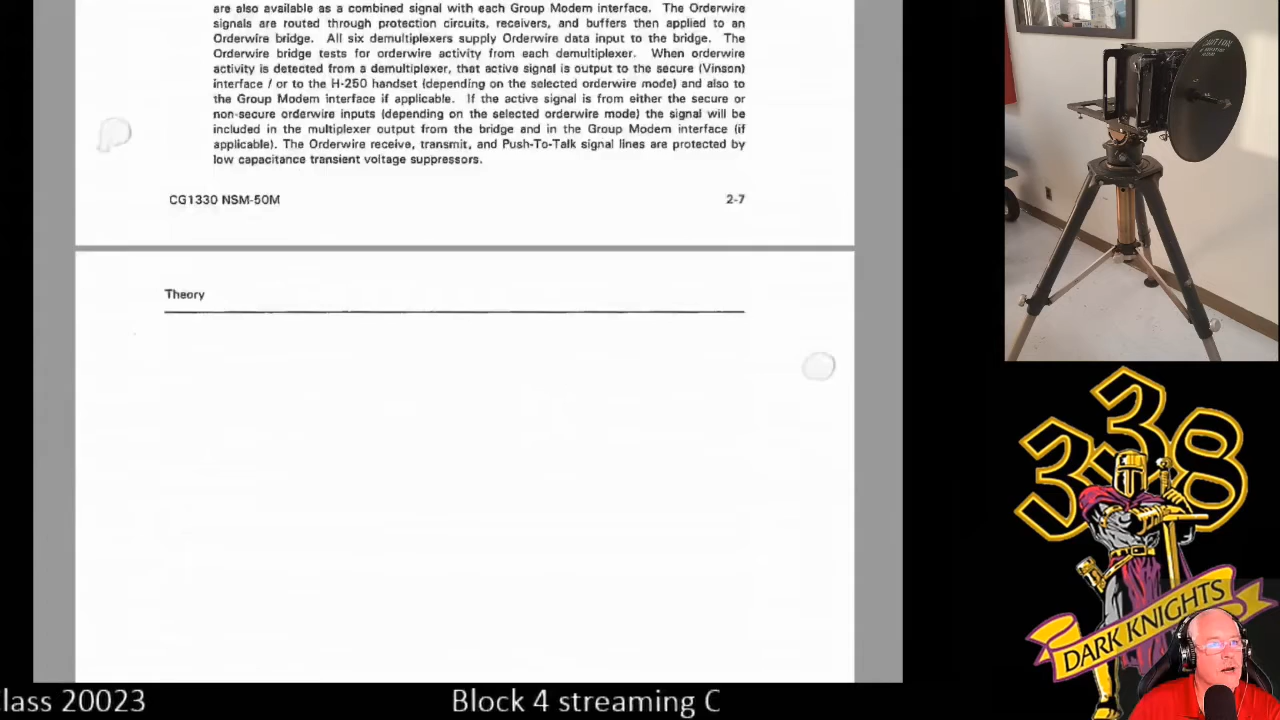 are also available as a combined signal with each Group Modem interface. The Orderwire
signals are routed through protection circuits, receivers, and buffers then applied to an
Orderwire bridge. All six demultiplexers supply Orderwire data input to the bridge. The
Orderwire bridge tests for orderwire activity from each demultiplexer. When orderwire
activity is detected from a demultiplexer, that active signal is output to the secure (Vinson)
interface / or to the H-250 handset (depending on the selected orderwire mode) and also to
the Group Modem interface if applicable. If the active signal is from either the secure or
non-secure orderwire inputs (depending on the selected orderwire mode) the signal will be
included in the multiplexer output from the bridge and in the Group Modem interface (if
applicable). The Orderwire receive, transmit, and Push-To-Talk signal lines are protected by
low capacitance transient voltage suppressors.
CG1330 NSM-50M 2-7
Theory
CAUTION
338
DARK KNIGHTS
lass 20023
Block 4 streaming C